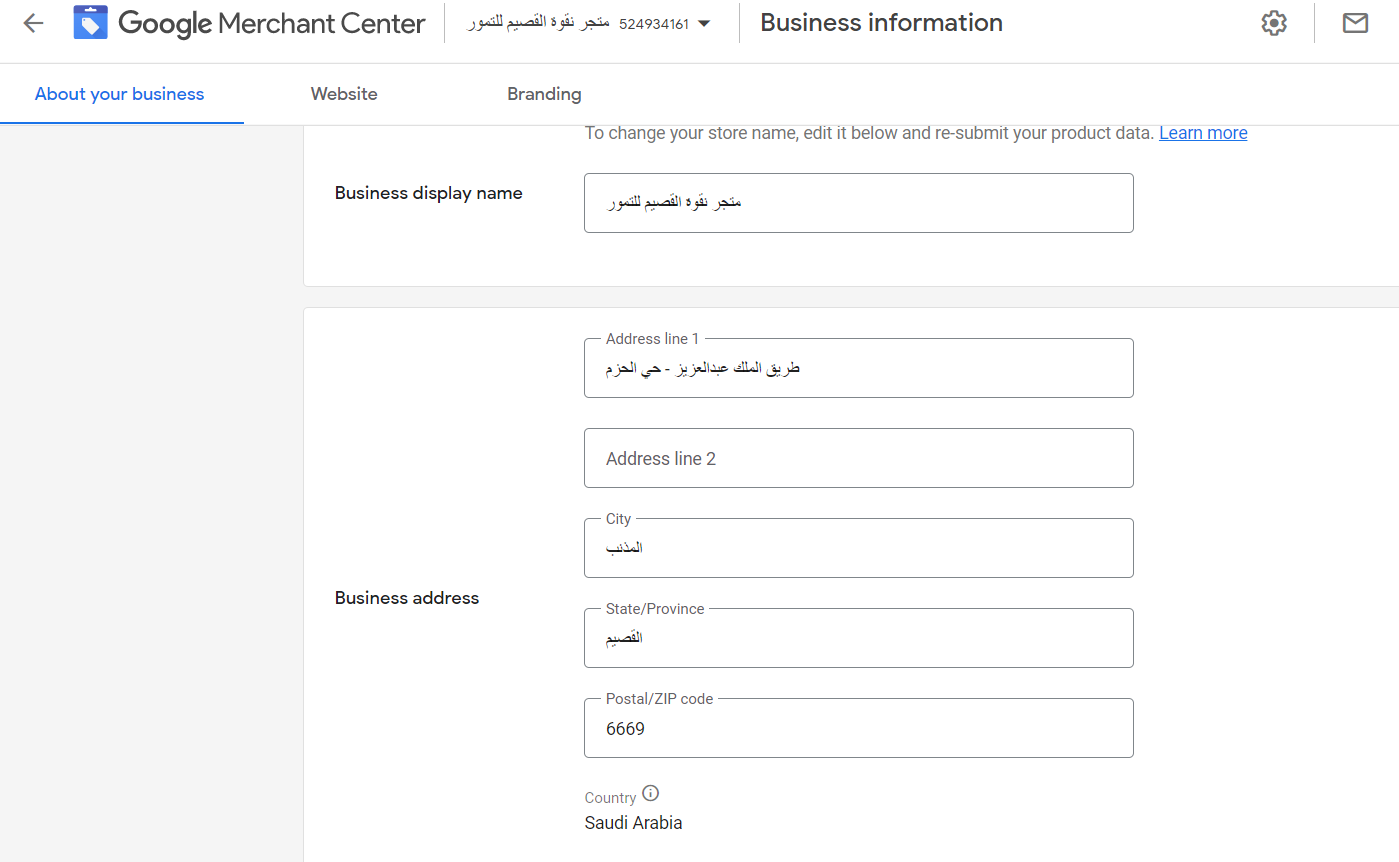 Google Merchant Center
متجر نقوة القصيم للتمور 524934161
Business information
About your business
Website
Branding
To change your store name, edit it below and re-submit your product data. Learn more
Business display name
متجر نقوة القصيم للتمور
Address line 1
طريق الملك عبدالعزيز - حي الحزم
Address line 2
City
المذنب
Business address
State/Province
القصيم
Postal/ZIP code
6669
Country
Saudi Arabia